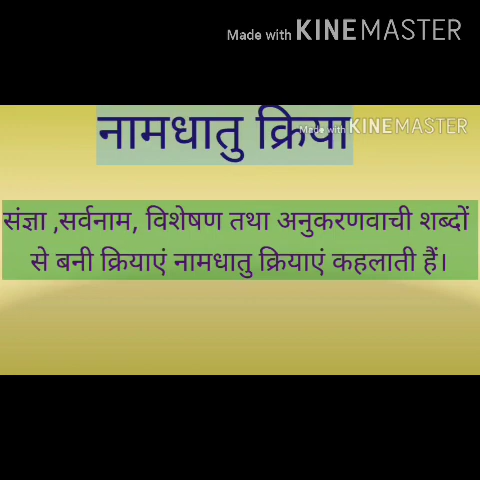 Made with KINEMASTER
नामधातु क्रिया
Made with KINEMASTER
संज्ञा ,सर्वनाम, विशेषण तथा अनुकरणवाची शब्दों
से बनी क्रियाएं नामधातु क्रियाएं कहलाती हैं।